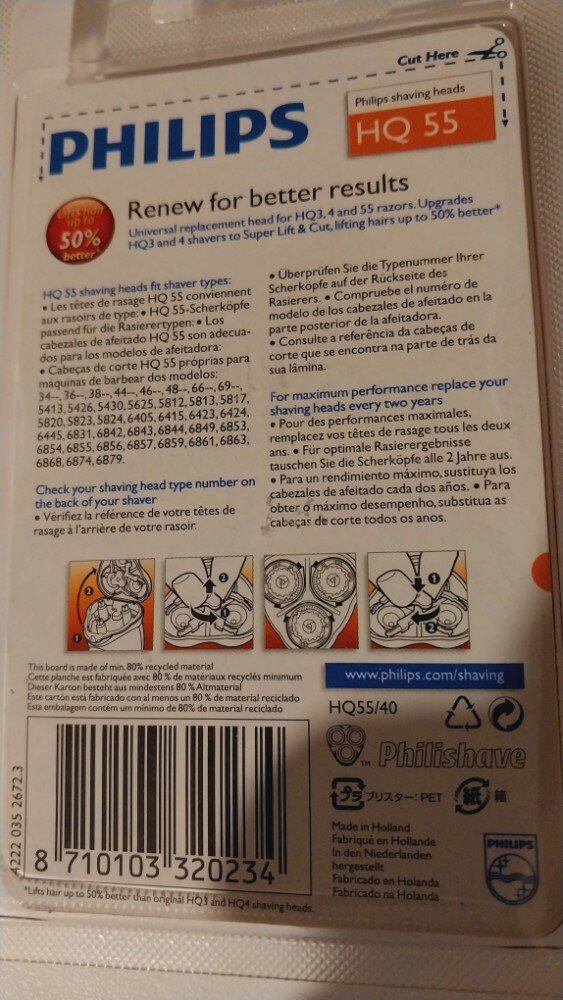 Cut Here
PHILIPS
Philips shaving heads
HQ 55
Lifts hair
up to
50%
better*
Renew for better results
Universal replacement head for HQ3, 4 and 55 razors. Upgrades
HQ3 and 4 shavers to Super Lift & Cut, lifting hairs up to 50% better*
HQ 55 shaving heads fit shaver types:
• Les têtes de rasage HQ 55 conviennent
aux rasoirs de type: • HQ 55-Scherköpfe
passend für die Rasierertypen: • Los
cabezales de afeitado HQ 55 son adecua-
dos para los modelos de afeitadora:
• Cabeças de corte HQ 55 próprias para
máquinas de barbear dos modelos:
34--, 36--, 38--, 44--, 46--, 48--, 66--, 69--,
5413, 5426, 5430, 5625, 5812, 5813, 5817,
5820, 5823, 5824, 6405, 6415, 6423, 6424,
6445, 6831, 6842, 6843, 6844, 6849, 6853,
6854, 6855, 6856, 6857, 6859, 6861, 6863,
6868, 6874, 6879.
Check your shaving head type number on
the back of your shaver
• Vérifiez la référence de votre têtes de
rasage à l'arrière de votre rasoir.
• Überprüfen Sie die Typenummer Ihrer
Scherköpfe auf der Rückseite des
Rasierers. • Compruebe el numéro de
modelo de los cabezales de afeitado en la
parte posterior de la afeitadora.
• Consulte a referência da cabeças de
corte que se encontra na parte de trás da
sua lâmina.
For maximum performance replace your
shaving heads every two years
• Pour des performances maximales,
remplacez vos têtes de rasage tous les deux
ans. • Für optimale Rasierergebnisse
tauschen Sie die Scherköpfe alle 2 Jahre aus.
• Para un rendimiento máximo, sustituya los
cabezales de afeitado cada dos años. • Para
obter o máximo desempenho, substitua as
cabeças de corte todos os anos.
1 2
2 1
1 2
This board is made of min. 80% recycled material
Cette planche est fabriquée avec 80 % de matériaux recyclés minimum
Dieser Karton besteht aus mindestens 80 % Altmaterial
Este cartón está fabricado con al menos un 80 % de material reciclado
Esta embalagem contém um mínimo de 80% de material reciclado
www.philips.com/shaving
HQ55/40
TM
Philishave
プラ
ブリスター: PET
紙
箱
Made in Holland
Fabriqué en Hollande
In den Niederlanden
hergestellt
Fabricado en Holanda
Fabricado na Holanda
PHILIPS
4222 035 2672.3
8 710103 320234
*Lifts hair up to 50% better than original HQ3 and HQ4 shaving heads.